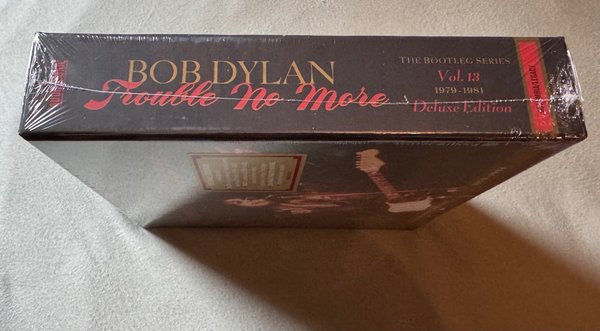 BOB DYLAN
Trouble No More
THE BOOTLEG SERIES
Vol. 13
1979-1981
Deluxe Edition